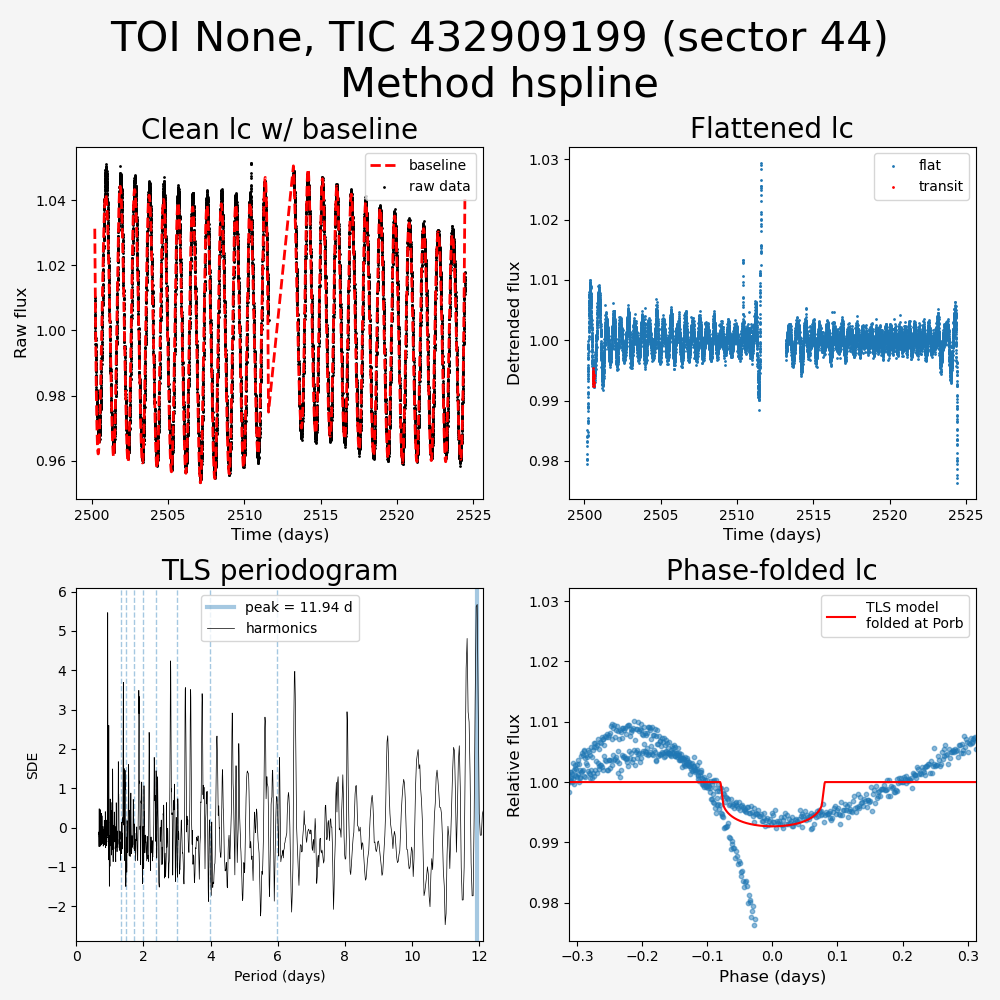 TOI None, TIC 432909199 (sector 44)
Method hspline
Clean lc w/ baseline
Flattened lc
baseline
raw data
flat
transit
Raw flux
1.04
1.02
1.00
0.98
0.96
2500
2505
2510
2515
2520
2525
Time (days)
Detrended flux
1.03
1.02
1.01
1.00
0.99
0.98
2500
2505
2510
2515
2520
2525
Time (days)
TLS periodogram
Phase-folded lc
peak = 11.94 d
harmonics
TLS model
folded at Porb
SDE
6
5
4
3
2
1
0
−1
−2
0
2
4
6
8
10
12
Period (days)
Relative flux
1.03
1.02
1.01
1.00
0.99
0.98
−0.3
−0.2
−0.1
0.0
0.1
0.2
0.3
Phase (days)